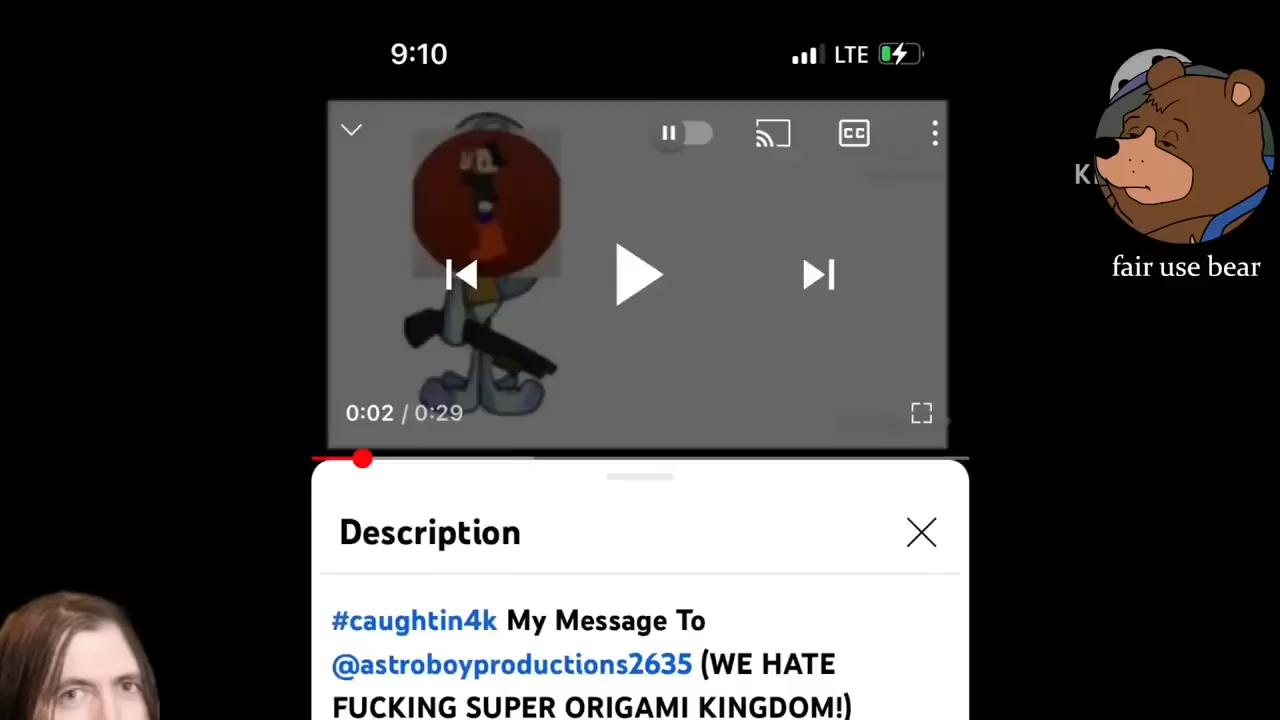 9:10
LTE
CC
K
fair use bear
0:02 / 0:29
Description
#caughtin4k My Message To
@astroboyproductions2635 (WE HATE
FUCKING SUPER ORIGAMI KINGDOM!)